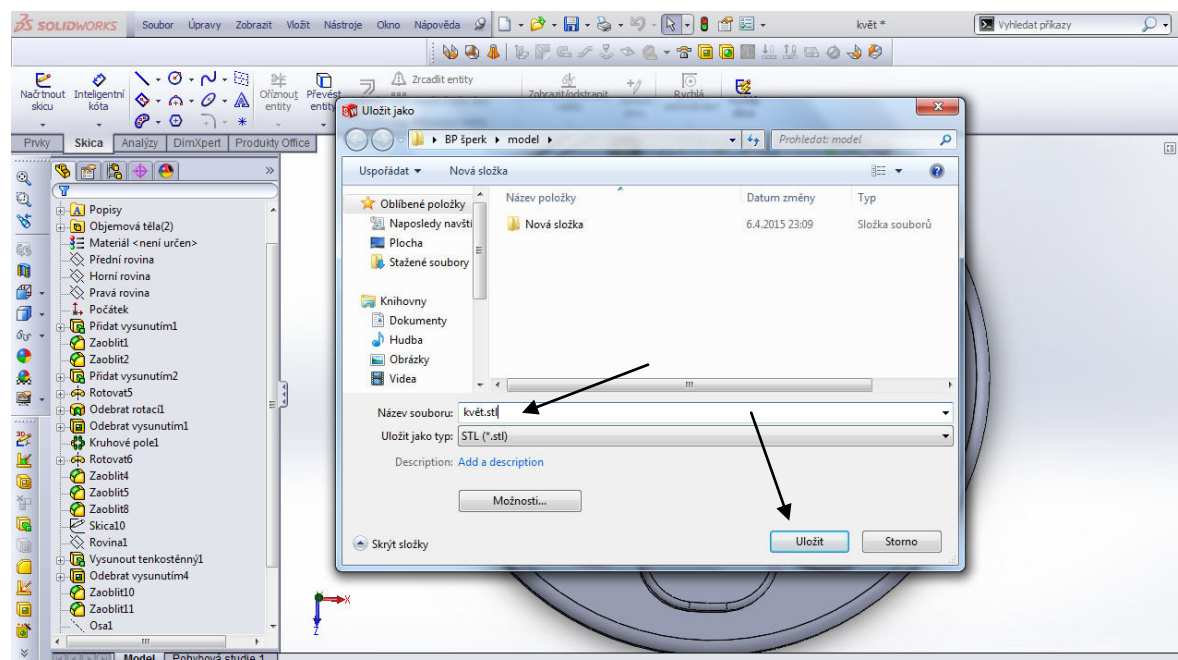 SOLIDWORKS Soubor Úpravy Zobrazit Vložit Nástroje Okno Nápověda květ * Vyhledat příkazy
Načrtnout skicu
Inteligentní kóta
Oříznout entity
Převést entity
Zrcadlit entity
Zobrazit/odstranit
Rychlá
Prvky Skica Analýzy DimXpert Produkty Office
Popisy
Objemová těla(2)
Materiál <není určen>
Přední rovina
Horní rovina
Pravá rovina
Počátek
Přidat vysunutím1
Zaoblit1
Zaoblit2
Přidat vysunutím2
Rotovat5
Odebrat rotací1
Odebrat vysunutím1
Kruhové pole1
Rotovat6
Zaoblit4
Zaoblit5
Zaoblit8
Skica10
Rovina1
Vysunout tenkostěnný1
Odebrat vysunutím4
Zaoblit10
Zaoblit11
Osa1
Model Pohybová studie 1
Uložit jako
BP šperk model
Prohledat: model
Uspořádat Nová složka
Oblíbené položky
Naposledy navští
Plocha
Stažené soubory
Knihovny
Dokumenty
Hudba
Obrázky
Videa
Název položky Datum změny Typ
Nová složka 6.4.2015 23:09 Složka souborů
Název souboru: květ.stl
Uložit jako typ: STL (*.stl)
Description: Add a description
Možnosti...
Skrýt složky Uložit Storno
X
Z